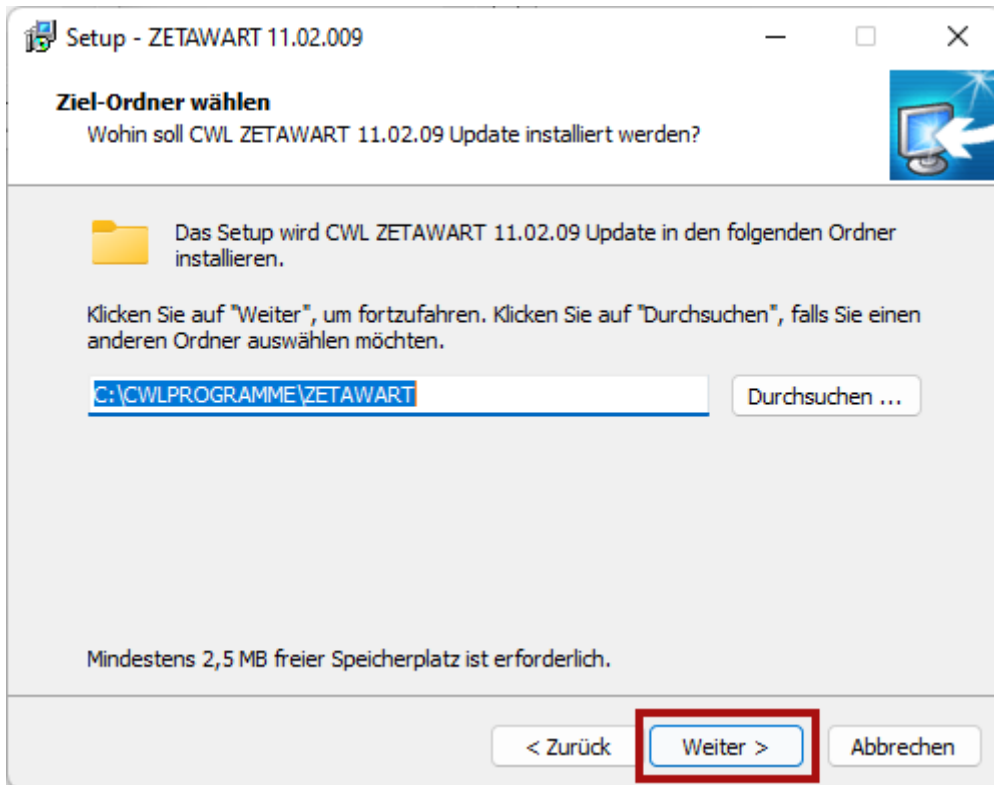 Setup - ZETAWART 11.02.009
Ziel-Ordner wählen
Wohin soll CWL ZETAWART 11.02.09 Update installiert werden?
Das Setup wird CWL ZETAWART 11.02.09 Update in den folgenden Ordner
installieren.
Klicken Sie auf "Weiter", um fortzufahren. Klicken Sie auf "Durchsuchen", falls Sie einen
anderen Ordner auswählen möchten.
C:\CWLPROGRAMME\ZETAWART
Durchsuchen ...
Mindestens 2,5 MB freier Speicherplatz ist erforderlich.
< Zurück
Weiter >
Abbrechen